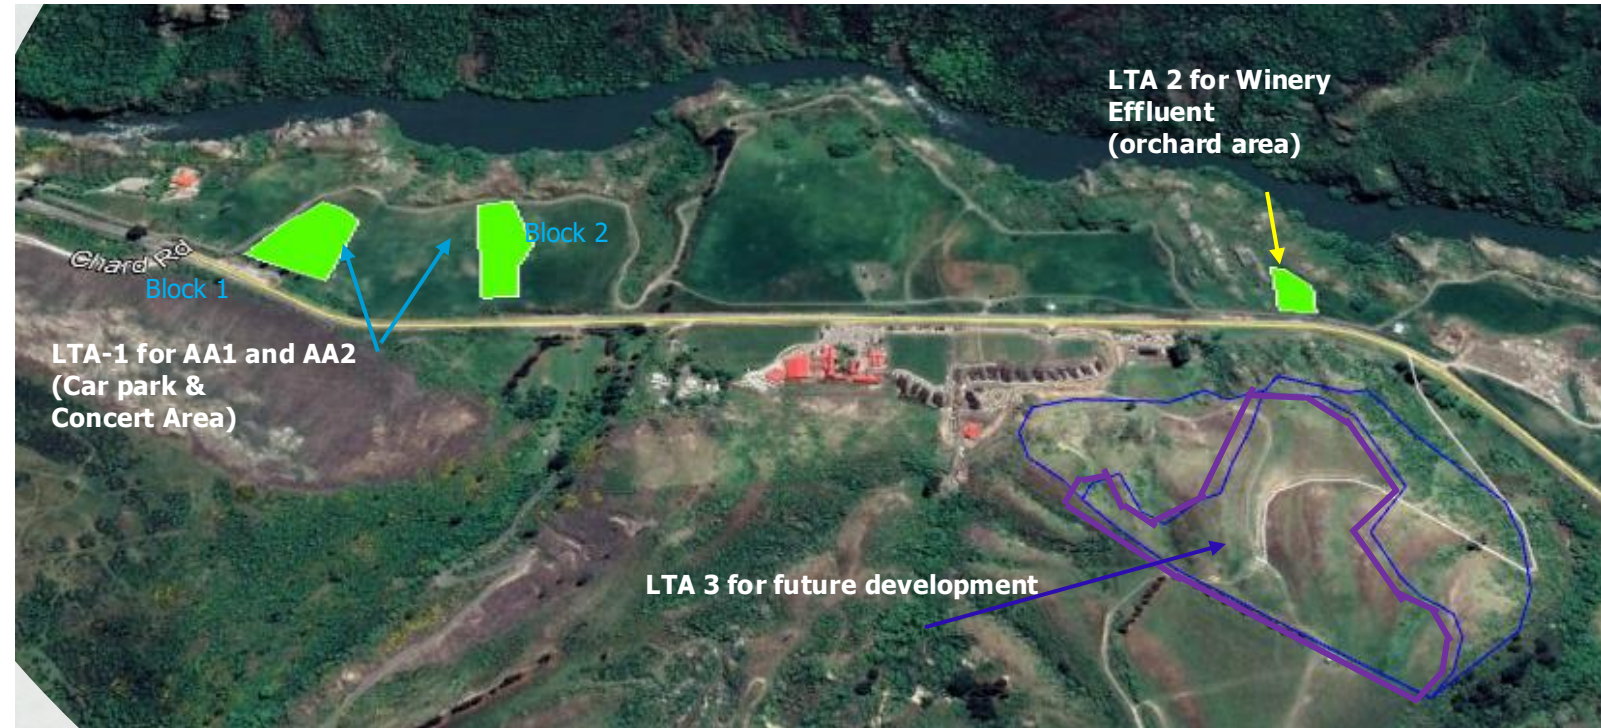 LTA 2 for Winery
Effluent
(orchard area)
Block 2
Chard Rd
Block 1
LTA-1 for AA1 and AA2
(Car park &
Concert Area)
LTA 3 for future development